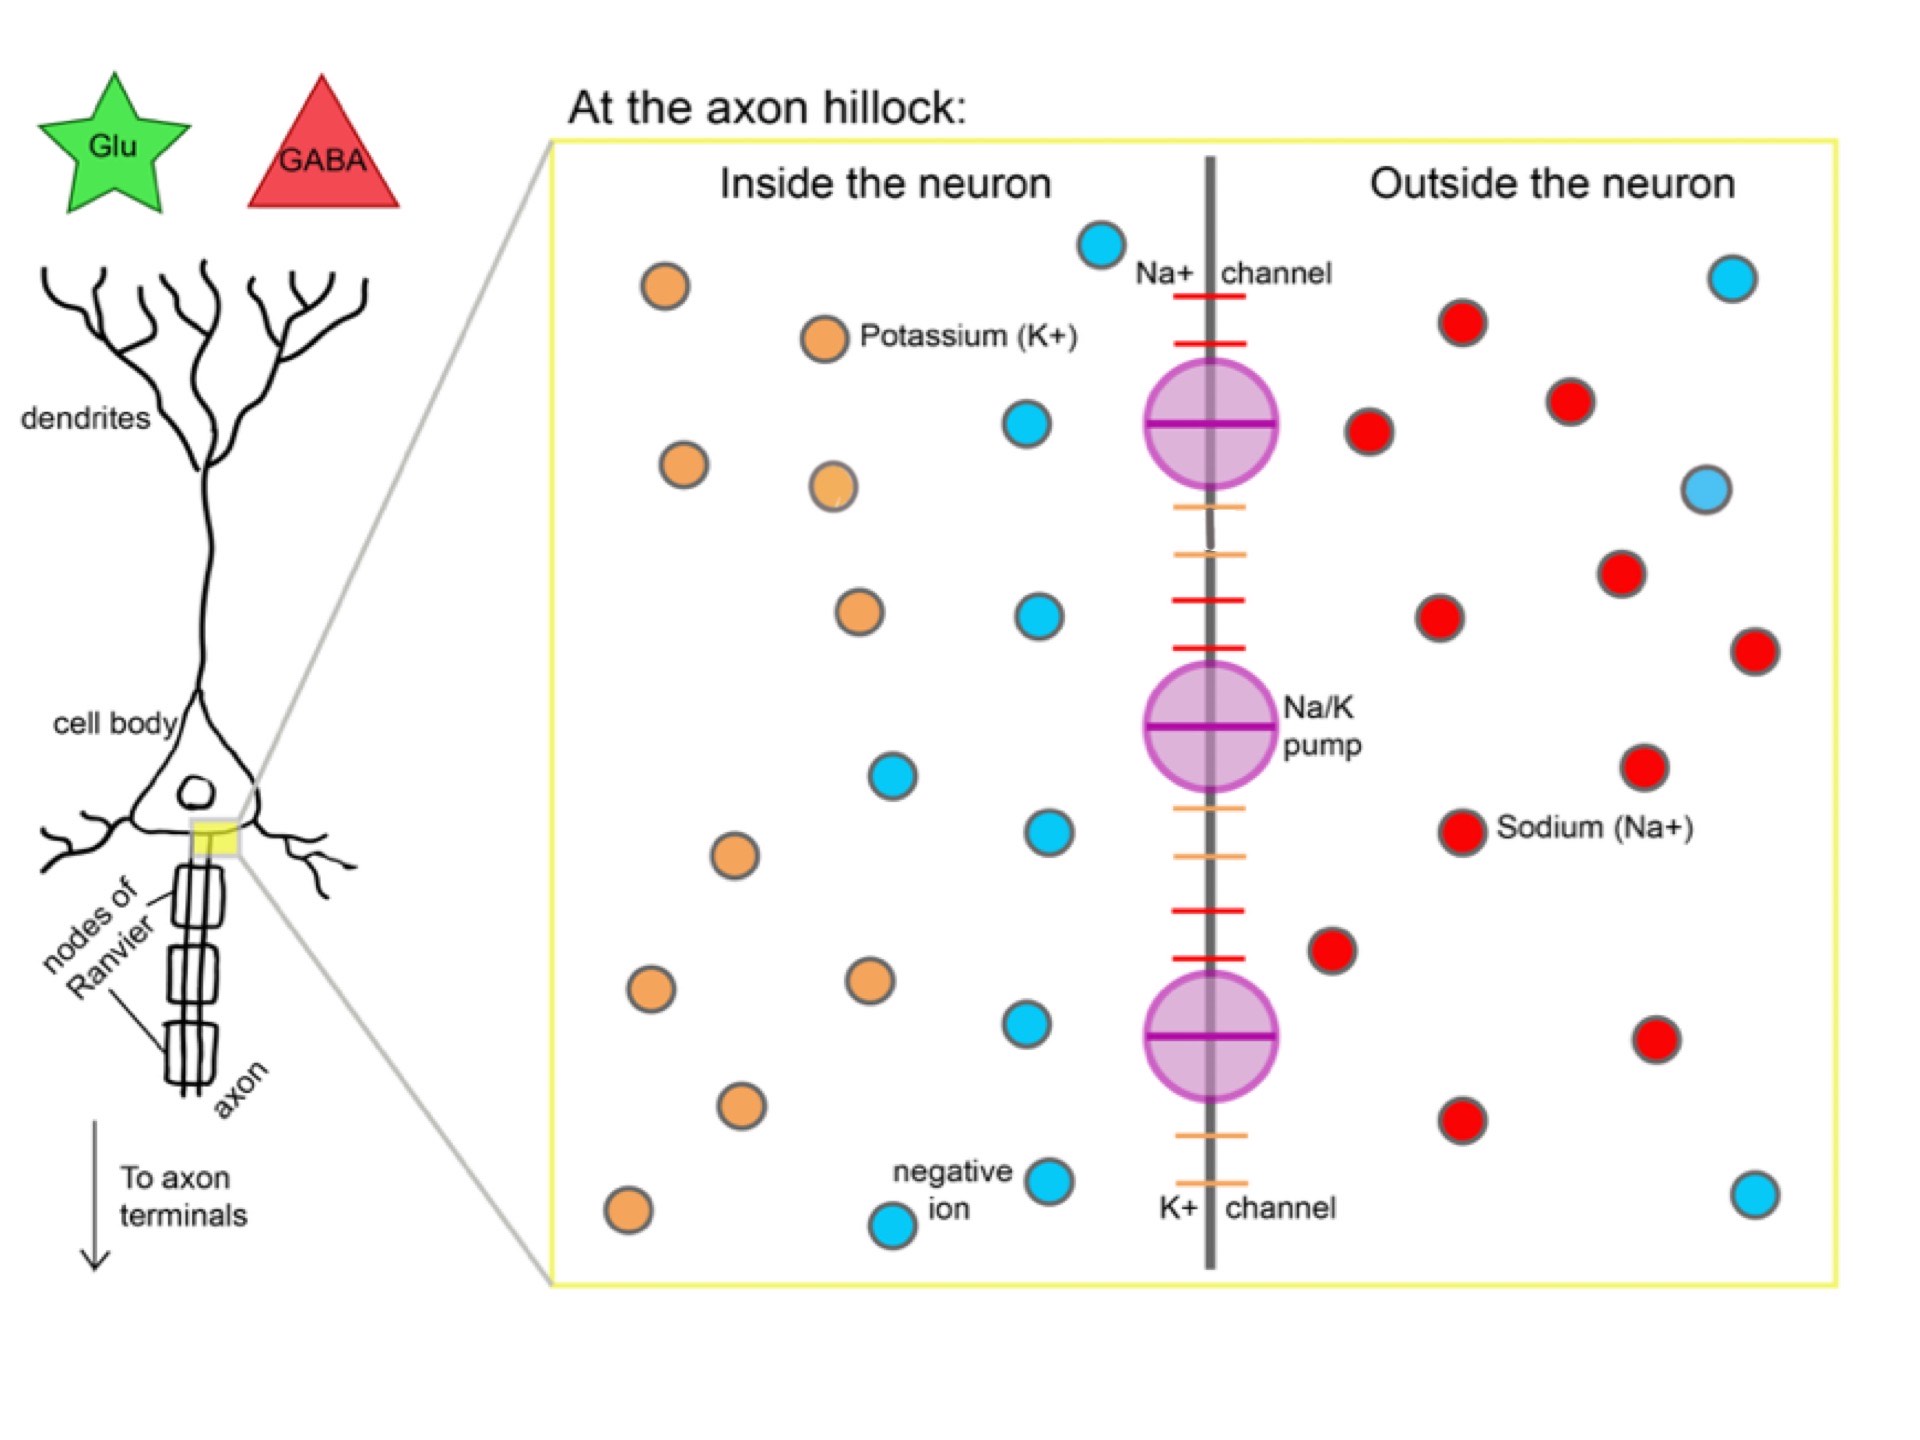 Glu
GABA
At the axon hillock:
Inside the neuron
Outside the neuron
Na+ channel
Potassium (K+)
dendrites
cell body
Na/K
pump
Sodium (Na+)
nodes of
Ranvier
axon
To axon
terminals
negative
ion
K+ channel